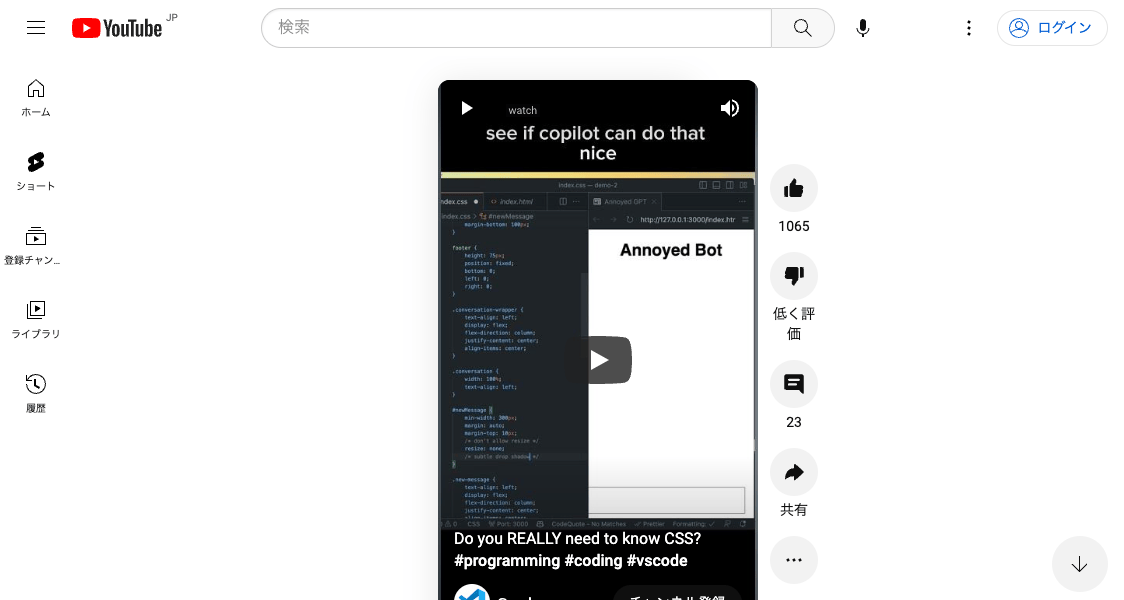 YouTube JP
検索
ログイン
ホーム
ショート
登録チャン…
ライブラリ
履歴
watch
see if copilot can do that
nice
index.css — demo-2
index.css ● index.html
Annoyed GPT ×
index.css > #newMessage
http://127.0.0.1:3000/index.htr
margin-bottom: 100px;
}
footer {
height: 75px;
position: fixed;
bottom: 0;
left: 0;
right: 0;
}
.conversation-wrapper {
text-align: left;
display: flex;
flex-direction: column;
justify-content: center;
align-items: center;
}
.conversation {
width: 100%;
text-align: left;
}
#newMessage {
min-width: 300px;
margin: auto;
margin-top: 10px;
/* don't allow resize */
resize: none;
/* subtle drop shadow */
}
.new-message {
text-align: left;
display: flex;
flex-direction: column;
justify-content: center;
align-items: center;
Annoyed Bot
0 CSS Port: 3000 CodeQuote - No Matches Prettier Formatting: ✓
Do you REALLY need to know CSS?
#programming #coding #vscode
チャンネル登録
1065
低く評
価
23
共有